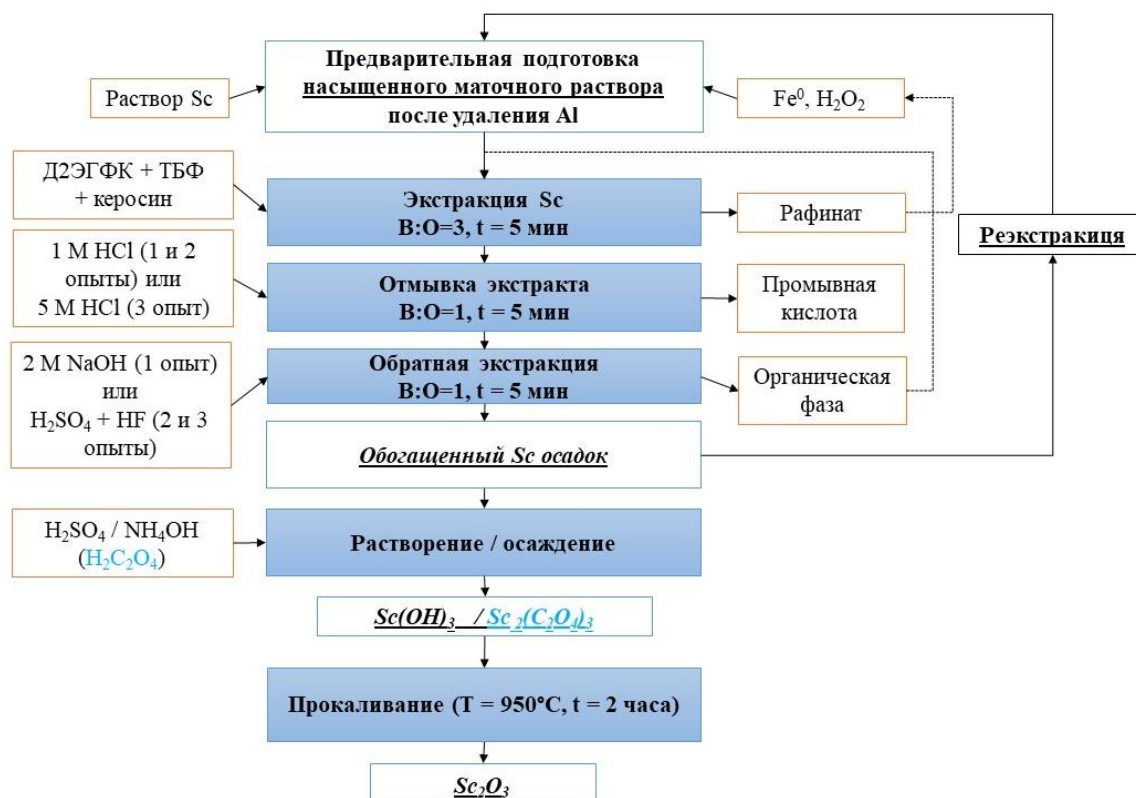 Предварительная подготовка
насыщенного маточного раствора
после удаления Al
Раствор Sc
Fe⁰, H₂O₂
Д2ЭГФК + ТБФ
+ керосин
Экстракция Sc
В:О=3, t = 5 мин
Рафинат
Реэкстракиця
1 М HCl (1 и 2
опыты) или
5 М HCl (3 опыт)
Отмывка экстракта
В:О=1, t = 5 мин
Промывная
кислота
2 М NaOH (1 опыт)
или
H₂SO₄ + HF (2 и 3
опыты)
Обратная экстракция
В:О=1, t = 5 мин
Органическая
фаза
Обогащенный Sc осадок
H₂SO₄ / NH₄OH
(H₂C₂O₄)
Растворение / осаждение
Sc(OH)₃ / Sc₂(C₂O₄)₃
Прокаливание (T = 950°C, t = 2 часа)
Sc₂O₃